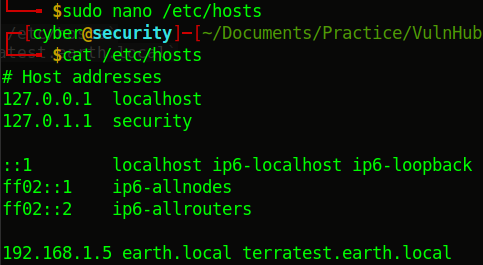 $sudo nano /etc/hosts
[cyber@security]-[~/Documents/Practice/VulnHub
$cat /etc/hosts
# Host addresses
127.0.0.1 localhost
127.0.1.1 security
::1 localhost ip6-localhost ip6-loopback
ff02::1 ip6-allnodes
ff02::2 ip6-allrouters
192.168.1.5 earth.local terratest.earth.local